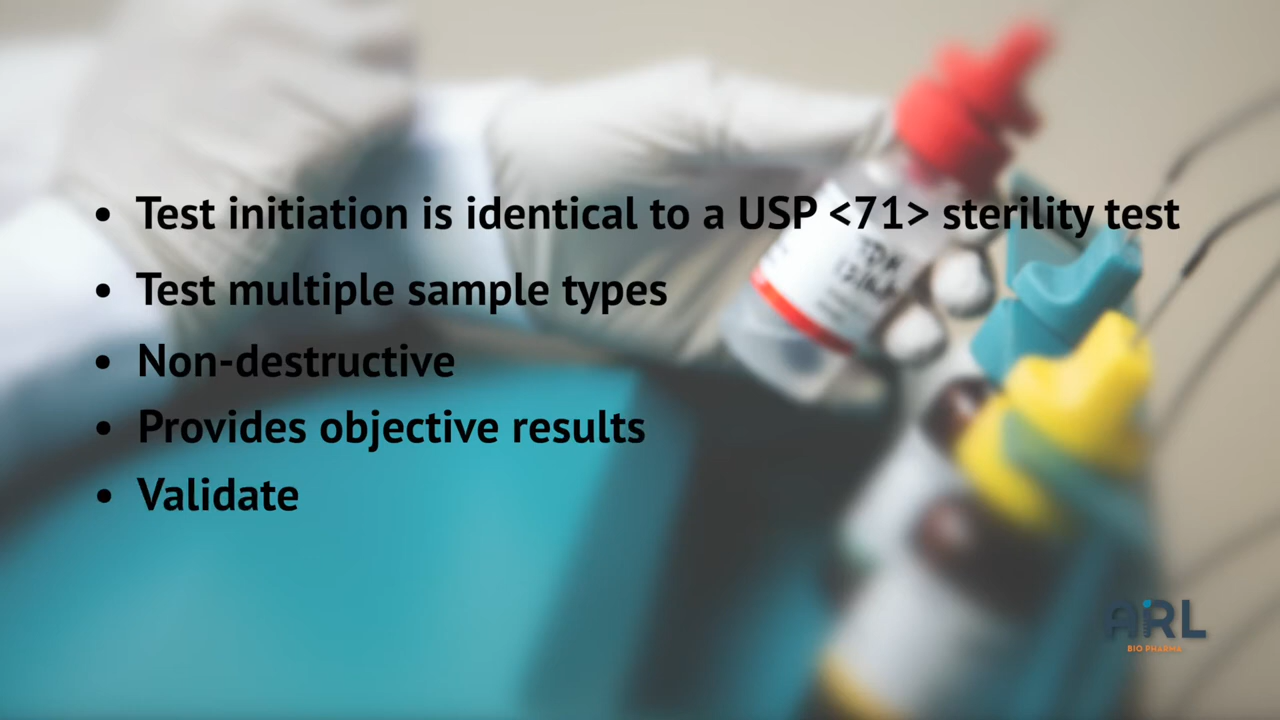 • Test initiation is identical to a USP <71> sterility test
• Test multiple sample types
• Non-destructive
• Provides objective results
• Validate
ARL
BIO PHARMA